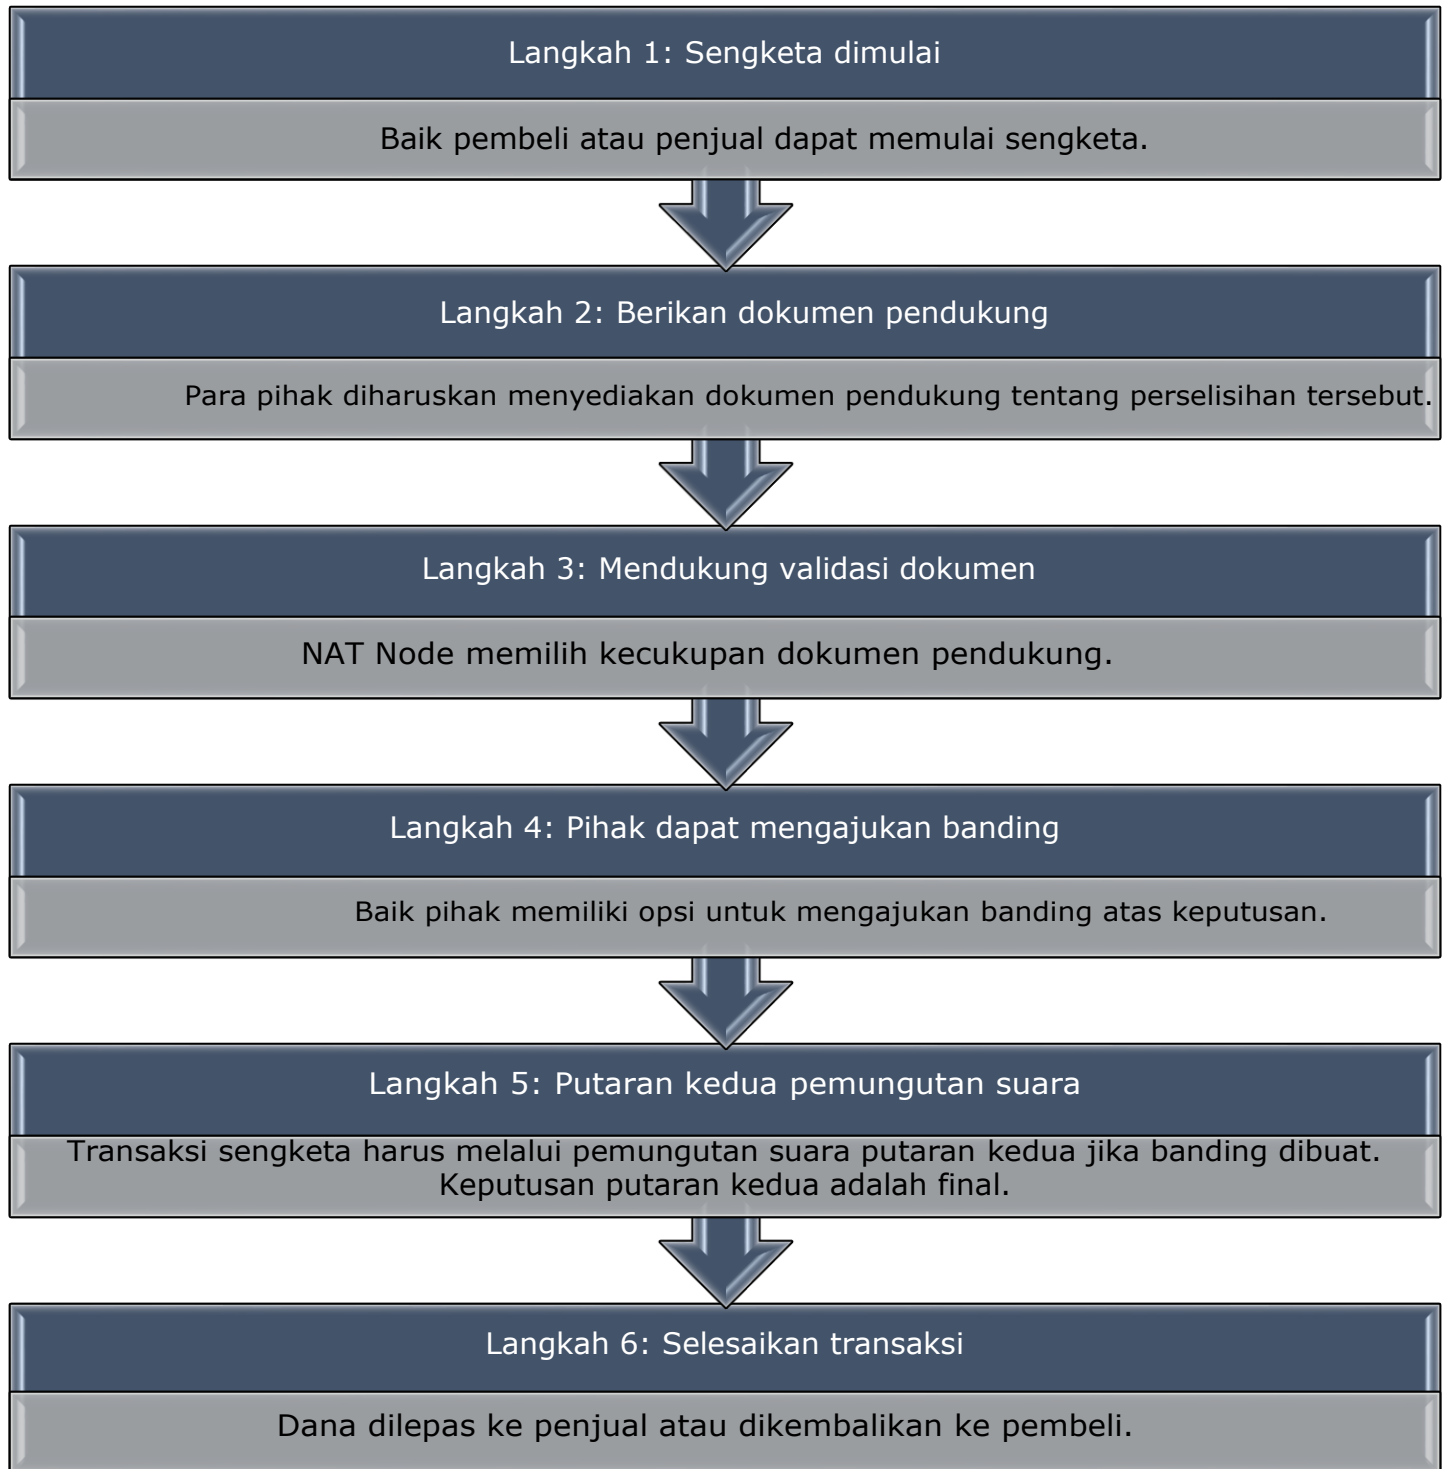 Langkah 1: Sengketa dimulai
Baik pembeli atau penjual dapat memulai sengketa.
Langkah 2: Berikan dokumen pendukung
Para pihak diharuskan menyediakan dokumen pendukung tentang perselisihan tersebut.
Langkah 3: Mendukung validasi dokumen
NAT Node memilih kecukupan dokumen pendukung.
Langkah 4: Pihak dapat mengajukan banding
Baik pihak memiliki opsi untuk mengajukan banding atas keputusan.
Langkah 5: Putaran kedua pemungutan suara
Transaksi sengketa harus melalui pemungutan suara putaran kedua jika banding dibuat.
Keputusan putaran kedua adalah final.
Langkah 6: Selesaikan transaksi
Dana dilepas ke penjual atau dikembalikan ke pembeli.